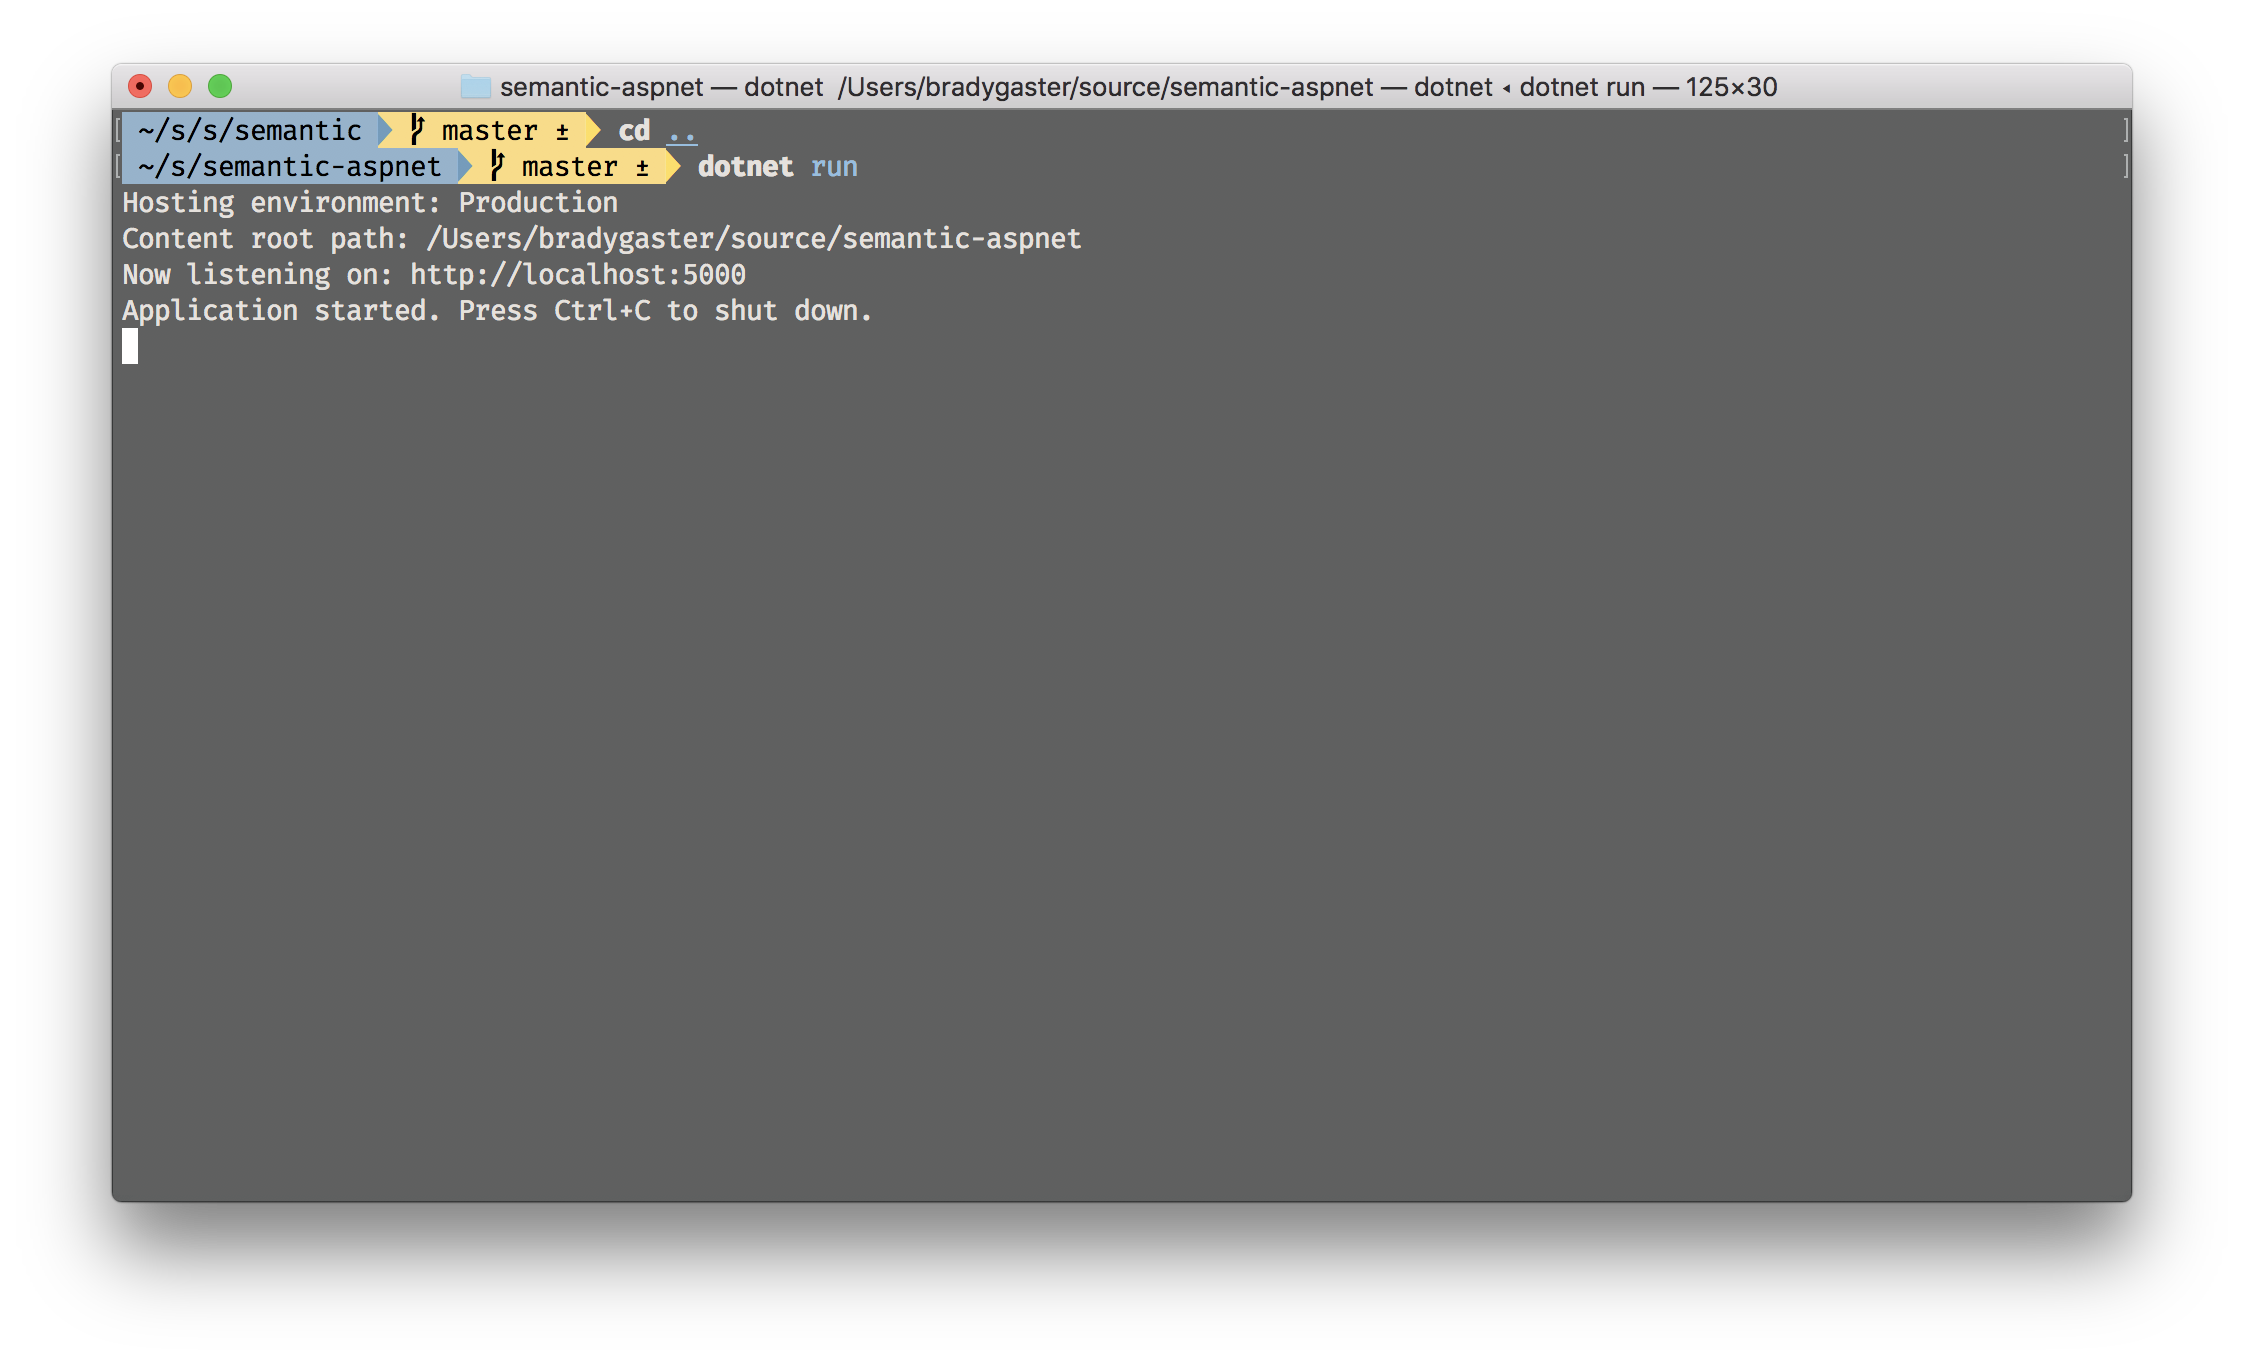 semantic-aspnet — dotnet /Users/bradygaster/source/semantic-aspnet — dotnet ◂ dotnet run — 125×30
~/s/s/semantic master ± cd ..
~/s/semantic-aspnet master ± dotnet run
Hosting environment: Production
Content root path: /Users/bradygaster/source/semantic-aspnet
Now listening on: http://localhost:5000
Application started. Press Ctrl+C to shut down.